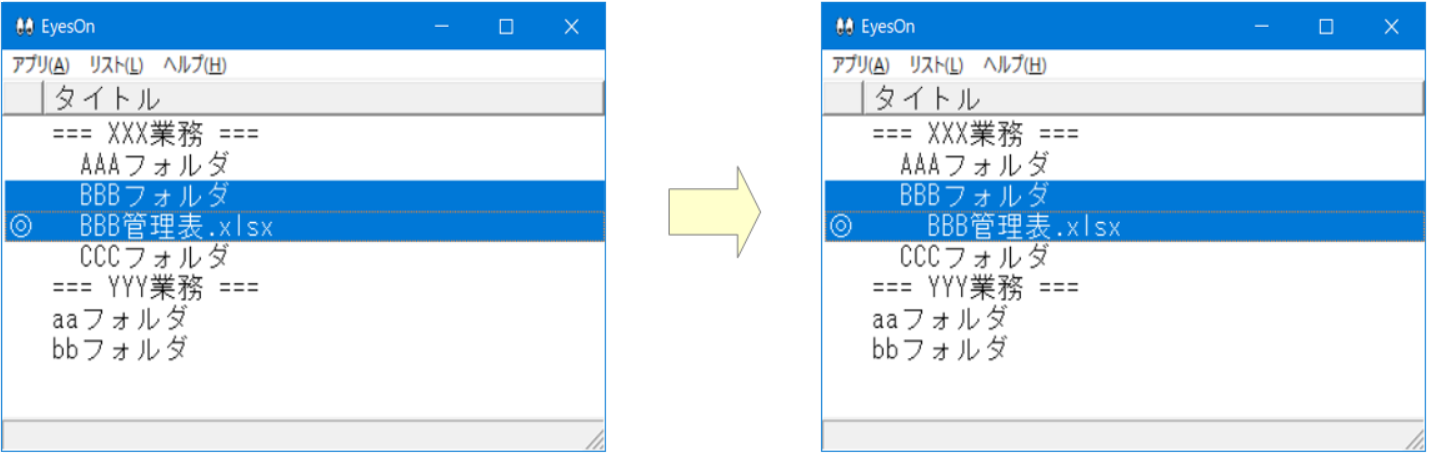 EyesOn
アプリ(A) リスト(L) ヘルプ(H)
タイトル
=== XXX業務 ===
AAAフォルダ
BBBフォルダ
◎ BBB管理表.xlsx
CCCフォルダ
=== YYY業務 ===
aaフォルダ
bbフォルダ
EyesOn
アプリ(A) リスト(L) ヘルプ(H)
タイトル
=== XXX業務 ===
AAAフォルダ
BBBフォルダ
◎ BBB管理表.xlsx
CCCフォルダ
=== YYY業務 ===
aaフォルダ
bbフォルダ